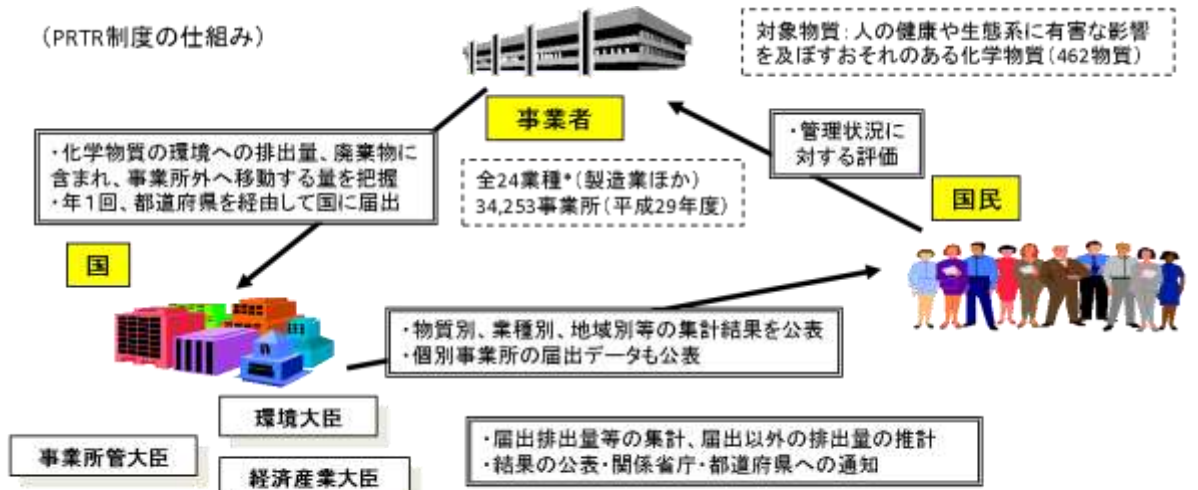 (PRTR制度の仕組み)
対象物質:人の健康や生態系に有害な影響
を及ぼすおそれのある化学物質(462物質)
事業者
・化学物質の環境への排出量、廃棄物に
含まれ、事業所外へ移動する量を把握
・年1回、都道府県を経由して国に届出
・管理状況に
対する評価
全24業種*(製造業ほか)
34,253事業所(平成29年度)
国民
国
・物質別、業種別、地域別等の集計結果を公表
・個別事業所の届出データも公表
環境大臣
事業所管大臣
経済産業大臣
・届出排出量等の集計、届出以外の排出量の推計
・結果の公表・関係省庁・都道府県への通知